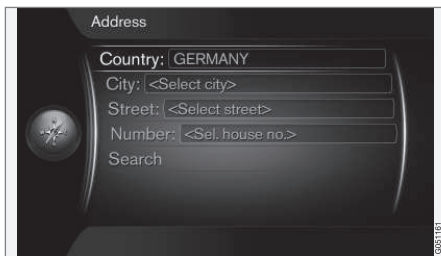 Address
Country: GERMANY
City: <Select city>
Street: <Select street>
Number: <Sel. house no.>
Search
G051161